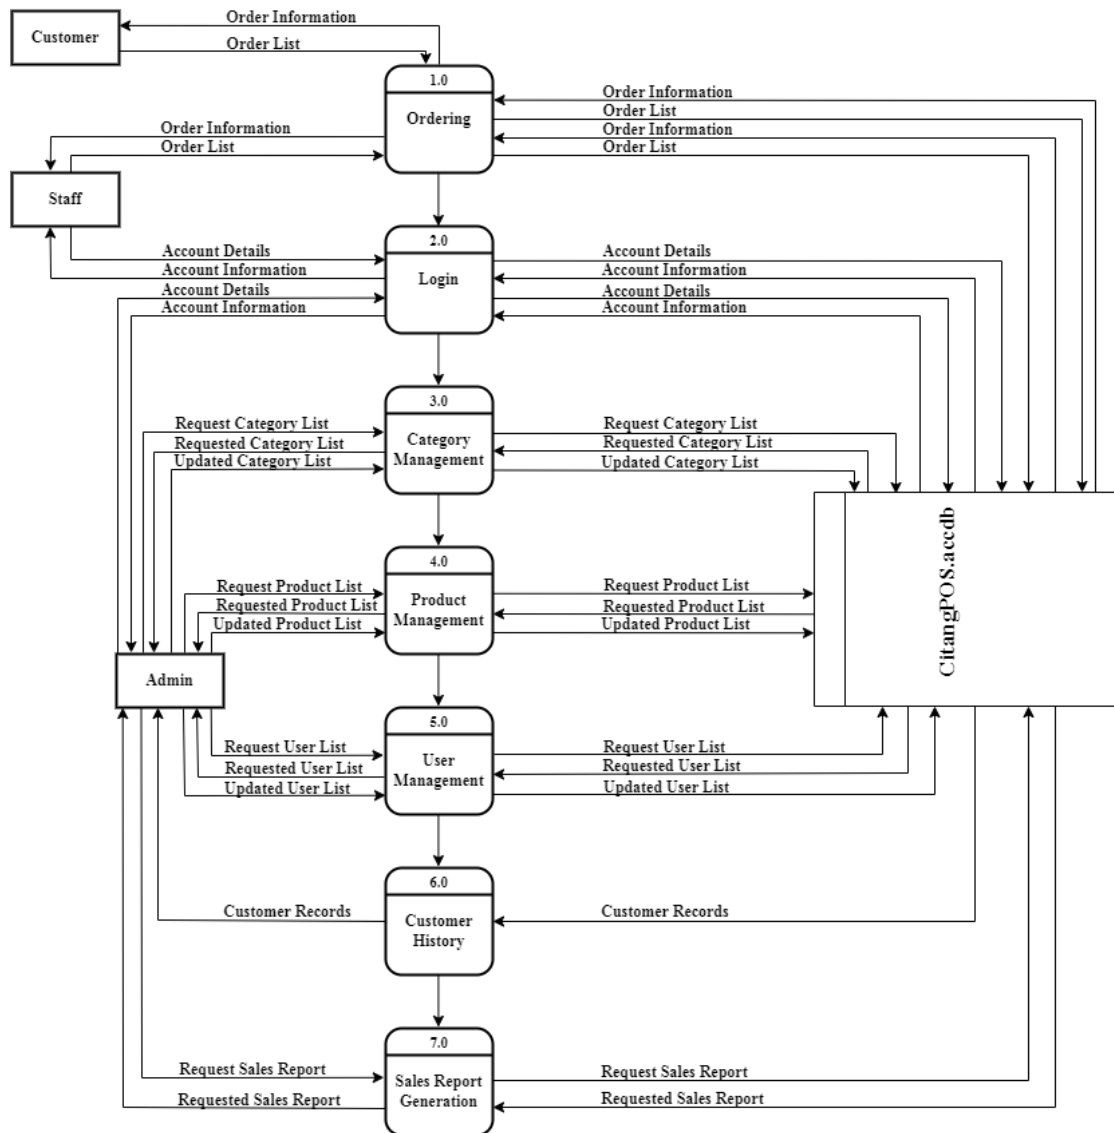 Order Information
Customer
Order List
1.0
Order Information
Ordering
Order List
Order Information
Order Information
Order List
Order List
Staff
2.0
Account Details
Account Details
Account Information
Login
Account Information
Account Details
Account Details
Account Information
Account Information
3.0
Request Category List
Request Category List
Requested Category List
Category
Management
Requested Category List
Updated Category List
Updated Category List
CitangPOS.accdb
4.0
Request Product List
Request Product List
Requested Product List
Product
Management
Requested Product List
Updated Product List
Updated Product List
Admin
5.0
Request User List
Request User List
Requested User List
User
Management
Requested User List
Updated User List
Updated User List
6.0
Customer Records
Customer
History
Customer Records
7.0
Request Sales Report
Request Sales Report
Sales Report
Generation
Requested Sales Report
Requested Sales Report